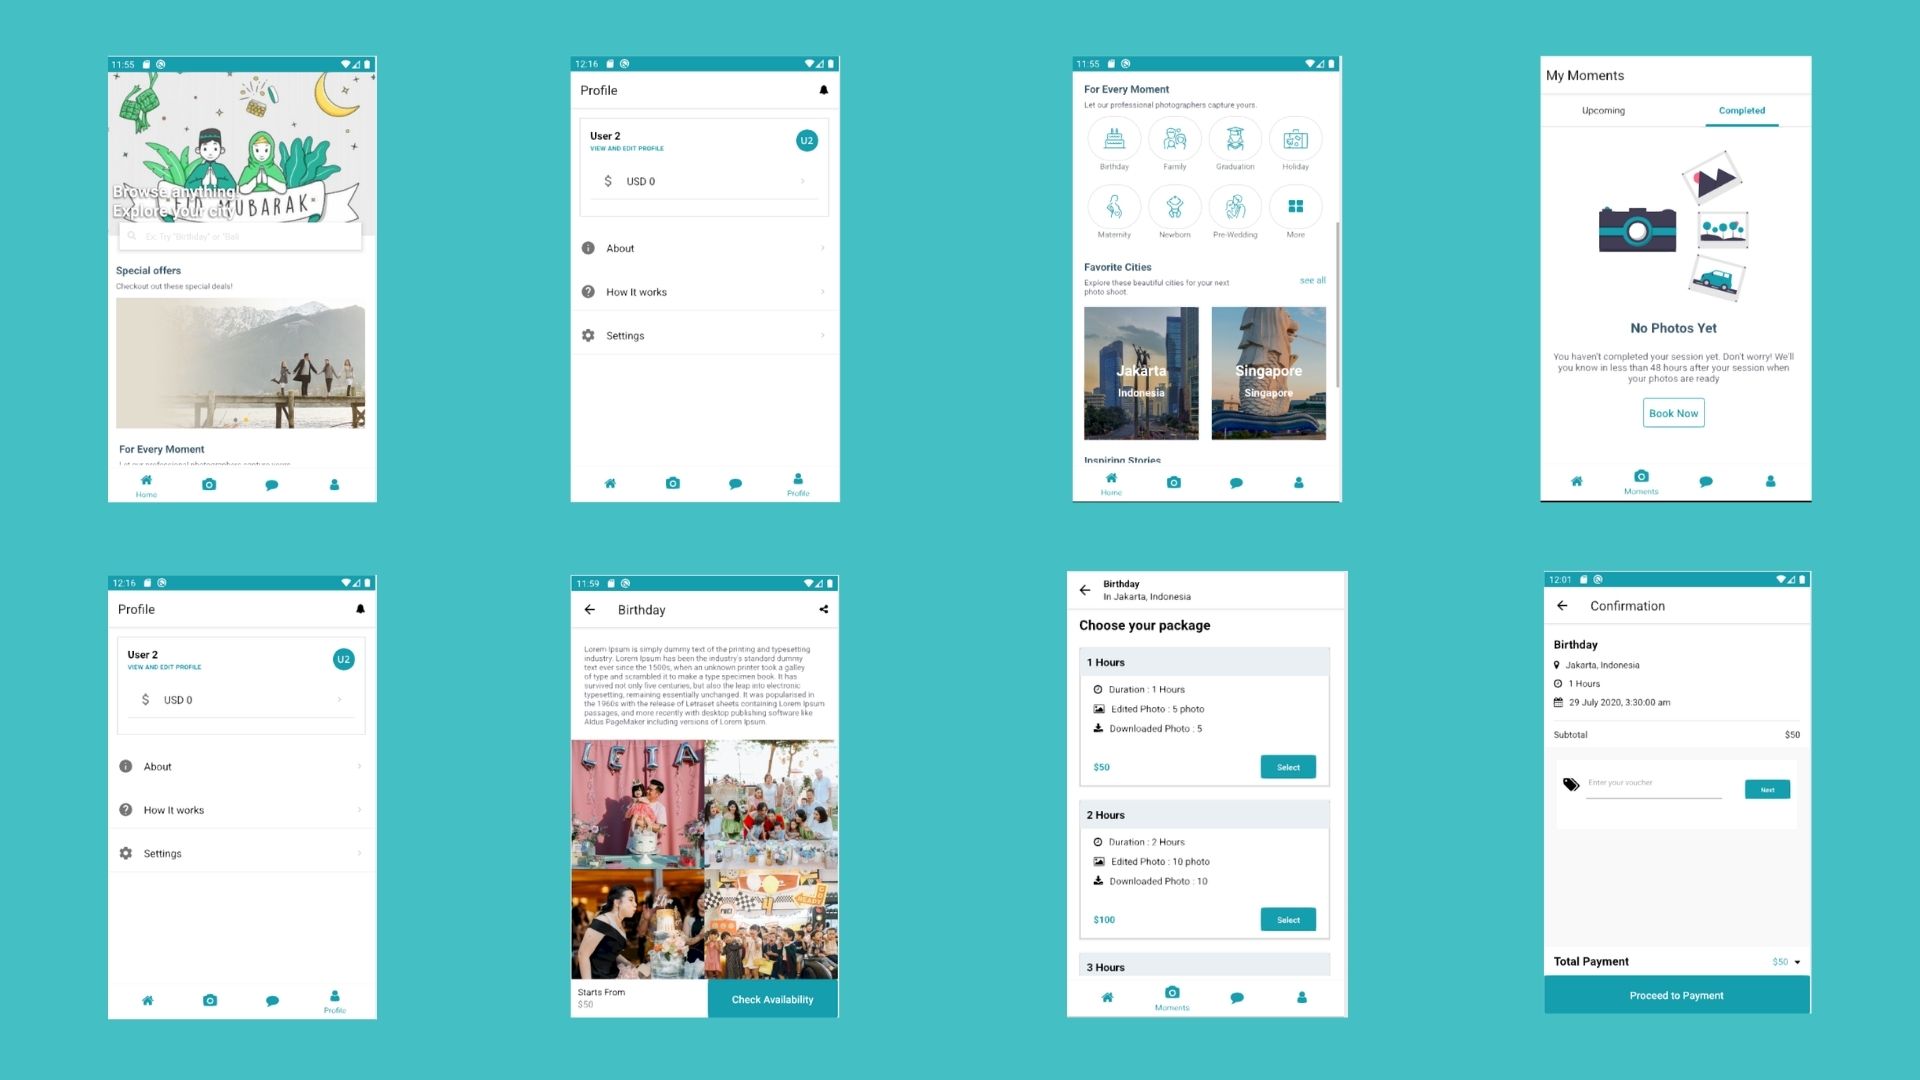 11:55
Browse anything!
Explore your city
EID MUBARAK
Ex: Try "Birthday" or "Bali
Special offers
Checkout out these special deals!
For Every Moment
Let our professional photographers capture yours.
Home
12:16
Profile
User 2
VIEW AND EDIT PROFILE
U2
$ USD 0
About
How It works
Settings
Profile
11:55
For Every Moment
Let our professional photographers capture yours.
Birthday Family Graduation Holiday
Maternity Newborn Pre-Wedding More
Favorite Cities
see all
Explore these beautiful cities for your next
photo shoot.
Jakarta
Indonesia
Singapore
Singapore
Inspiring Stories
Home
My Moments
Upcoming Completed
No Photos Yet
You haven't completed your session yet. Don't worry! We'll
you know in less than 48 hours after your session when
your photos are ready
Book Now
Moments
12:16
Profile
User 2
VIEW AND EDIT PROFILE
U2
$ USD 0
About
How It works
Settings
Profile
11:59
Birthday
Lorem Ipsum is simply dummy text of the printing and typesetting
industry. Lorem Ipsum has been the industry's standard dummy
text ever since the 1500s, when an unknown printer took a galley
of type and scrambled it to make a type specimen book. It has
survived not only five centuries, but also the leap into electronic
typesetting, remaining essentially unchanged. It was popularised in
the 1960s with the release of Letraset sheets containing Lorem Ipsum
passages, and more recently with desktop publishing software like
Aldus PageMaker including versions of Lorem Ipsum.
LEIA
4
READY
Starts From
$50
Check Availability
Birthday
In Jakarta, Indonesia
Choose your package
1 Hours
Duration : 1 Hours
Edited Photo : 5 photo
Downloaded Photo : 5
$50
Select
2 Hours
Duration : 2 Hours
Edited Photo : 10 photo
Downloaded Photo : 10
$100
Select
3 Hours
Moments
12:01
Confirmation
Birthday
Jakarta, Indonesia
1 Hours
29 July 2020, 3:30:00 am
Subtotal $50
Enter your voucher
Next
Total Payment $50
Proceed to Payment